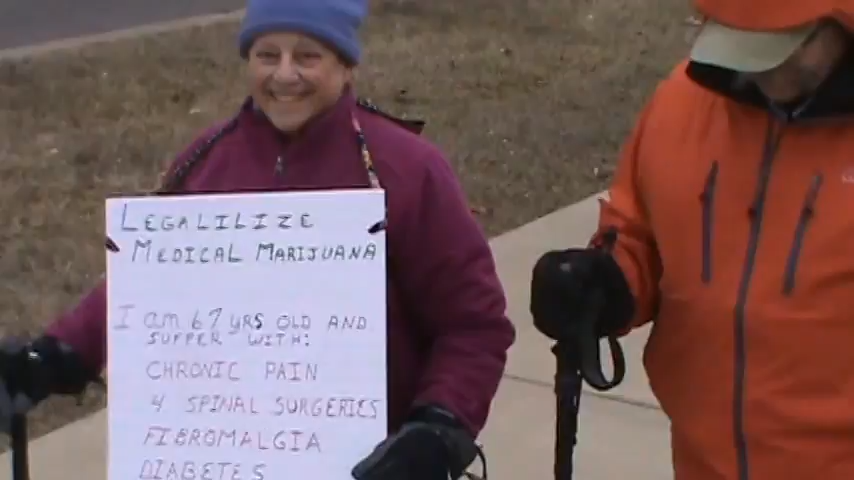 LEGALILIZE
MEDICAL MARIJUANA
I am 67 YRS OLD AND
SUFFER WITH:
CHRONIC PAIN
4 SPINAL SURGERIES
FIBROMALGIA
DIABETES